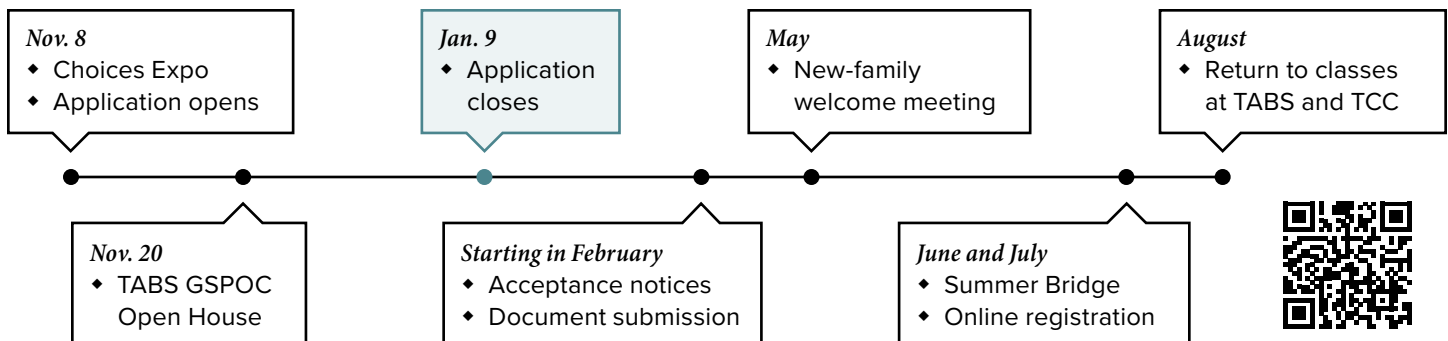 Nov. 8
◆ Choices Expo
◆ Application opens
Nov. 20
◆ TABS GSPOC
Open House
Jan. 9
◆ Application
closes
Starting in February
◆ Acceptance notices
◆ Document submission
May
◆ New-family
welcome meeting
June and July
◆ Summer Bridge
◆ Online registration
August
◆ Return to classes
at TABS and TCC